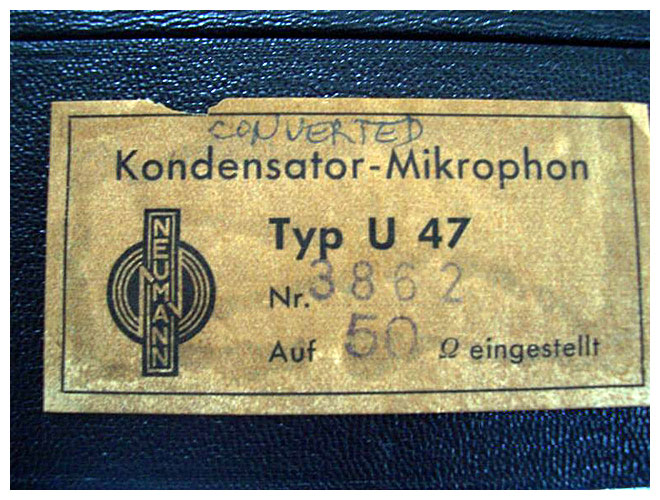 CONVERTED
Kondensator-Mikrophon
NEUMANN
Typ U 47
Nr. 3862
Auf 50 Ω eingestellt